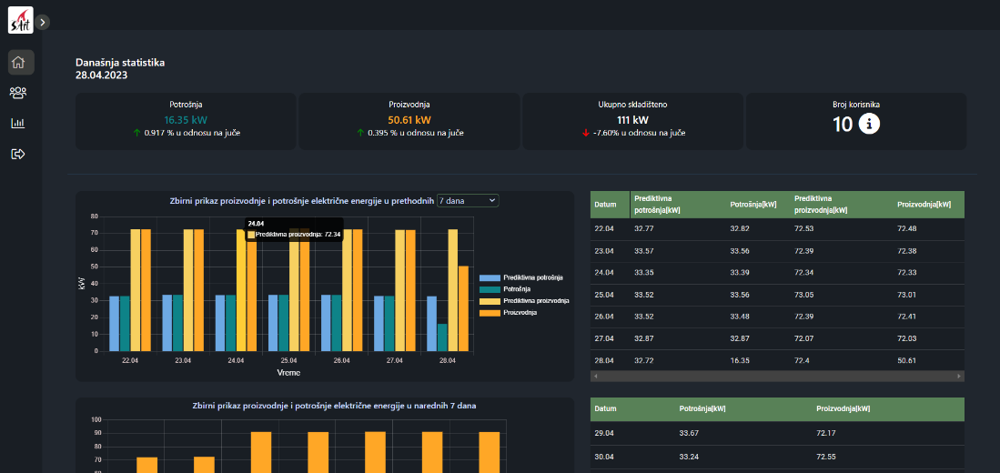 sArt
Današnja statistika
28.04.2023
Potrošnja
16.35 kW
0.917 % u odnosu na juče
Proizvodnja
50.61 kW
0.395 % u odnosu na juče
Ukupno skladišteno
111 kW
-7.60% u odnosu na juče
Broj korisnika
10
Zbirni prikaz proizvodnje i potrošnje električne energije u prethodnih 7 dana
80
70
60
50
40
30
20
10
0
kW
24.04
Prediktivna proizvodnja: 72.34
22.04 23.04 24.04 25.04 26.04 27.04 28.04
Vreme
Prediktivna potrošnja
Potrošnja
Prediktivna proizvodnja
Proizvodnja
Datum Prediktivna potrošnja[kW] Potrošnja[kW] Prediktivna proizvodnja[kW] Proizvodnja[kW]
22.04 32.77 32.82 72.53 72.48
23.04 33.57 33.56 72.39 72.38
24.04 33.35 33.39 72.34 72.33
25.04 33.52 33.56 73.05 73.01
26.04 33.52 33.48 72.39 72.41
27.04 32.87 32.87 72.07 72.03
28.04 32.72 16.35 72.4 50.61
Zbirni prikaz proizvodnje i potrošnje električne energije u narednih 7 dana
100
90
80
70
60
Datum Potrošnja[kW] Proizvodnja[kW]
29.04 33.67 72.17
30.04 33.24 72.55